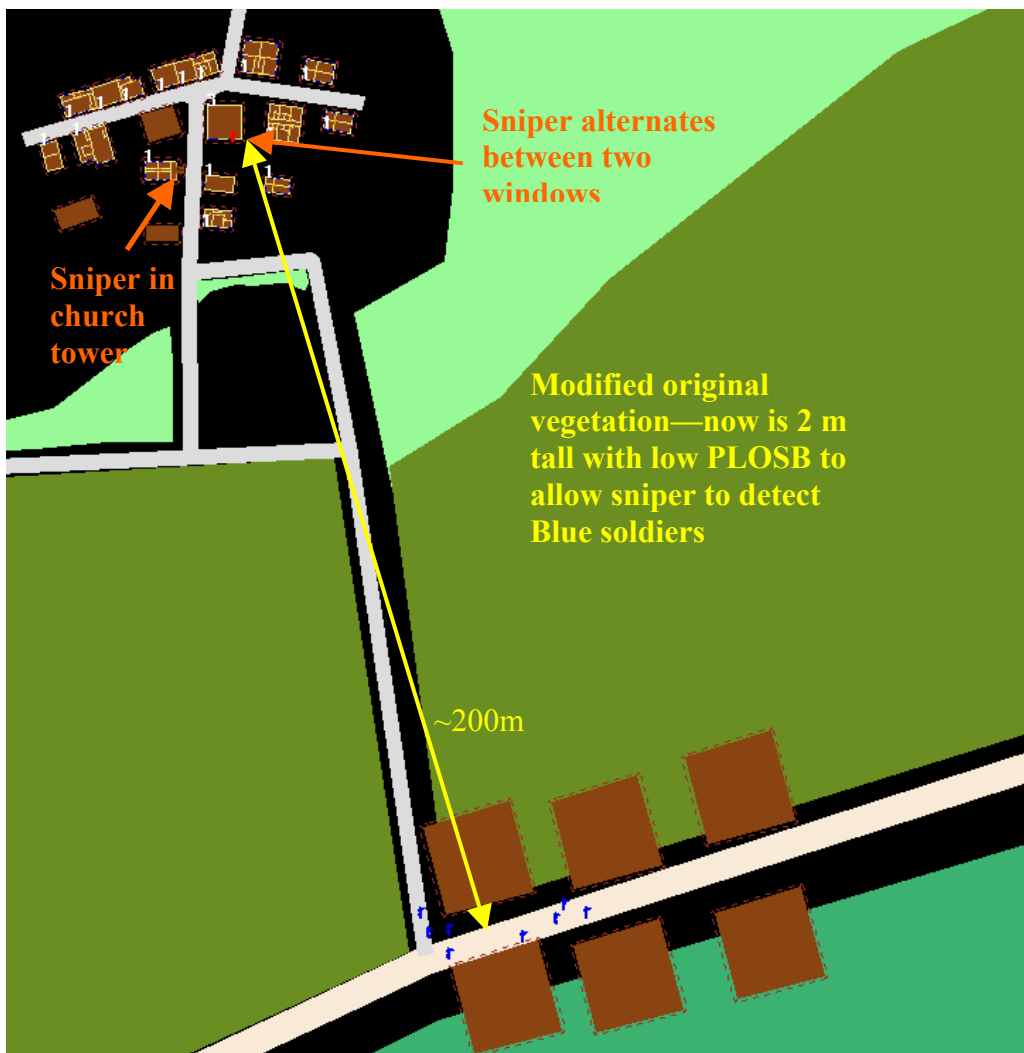 Sniper alternates
between two
windows
Sniper in
church
tower
Modified original
vegetation—now is 2 m
tall with low PLOSB to
allow sniper to detect
Blue soldiers
~200m